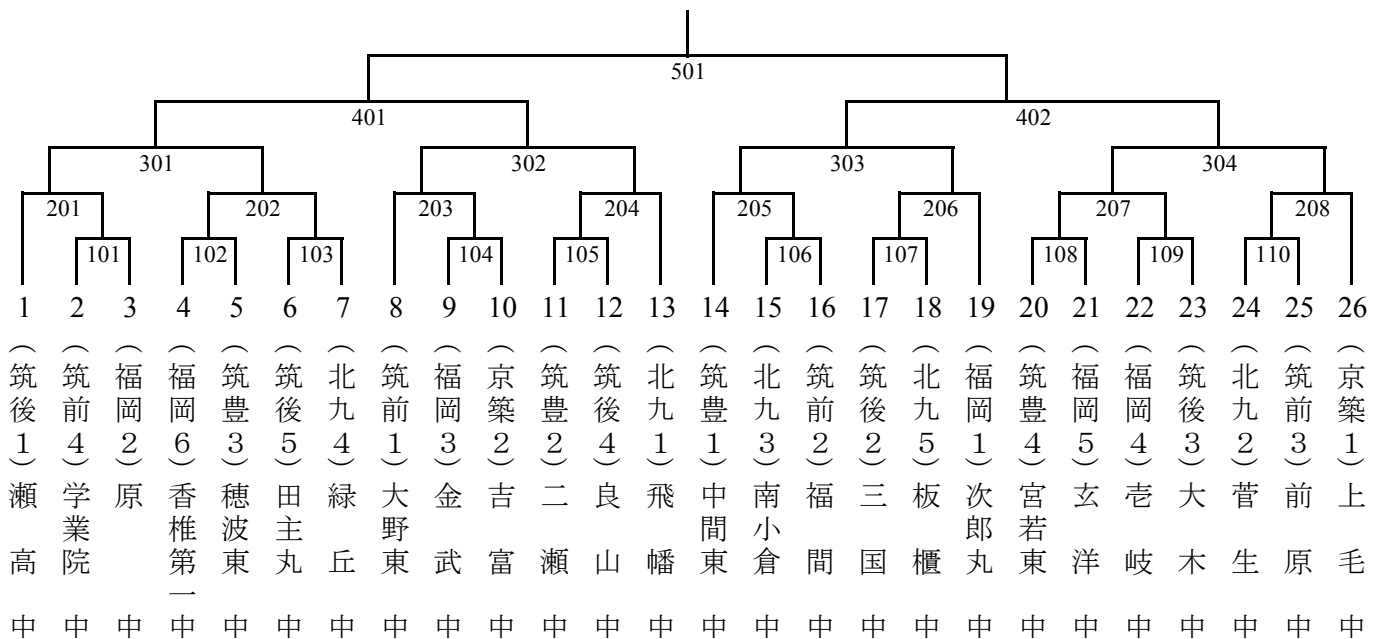 501
401 402
301 302 303 304
201 202 203 204 205 206 207 208
101 102 103 104 105 106 107 108 109 110
1 2 3 4 5 6 7 8 9 10 11 12 13 14 15 16 17 18 19 20 21 22 23 24 25 26
（筑後１）瀬高中
（筑前４）学業院中
（福岡２）原中
（福岡６）香椎第一中
（筑豊３）穂波東中
（筑後５）田主丸中
（北九４）緑丘中
（筑前１）大野東中
（福岡３）金武中
（京築２）吉富中
（筑豊２）二瀬中
（筑後４）良山中
（北九１）飛幡中
（筑豊１）中間東中
（北九３）南小倉中
（筑前２）福間中
（筑後２）三国中
（北九５）板櫃中
（福岡１）次郎丸中
（筑豊４）宮若東中
（福岡５）玄洋中
（福岡４）壱岐中
（筑後３）大木中
（北九２）菅生中
（筑前３）前原中
（京築１）上毛中